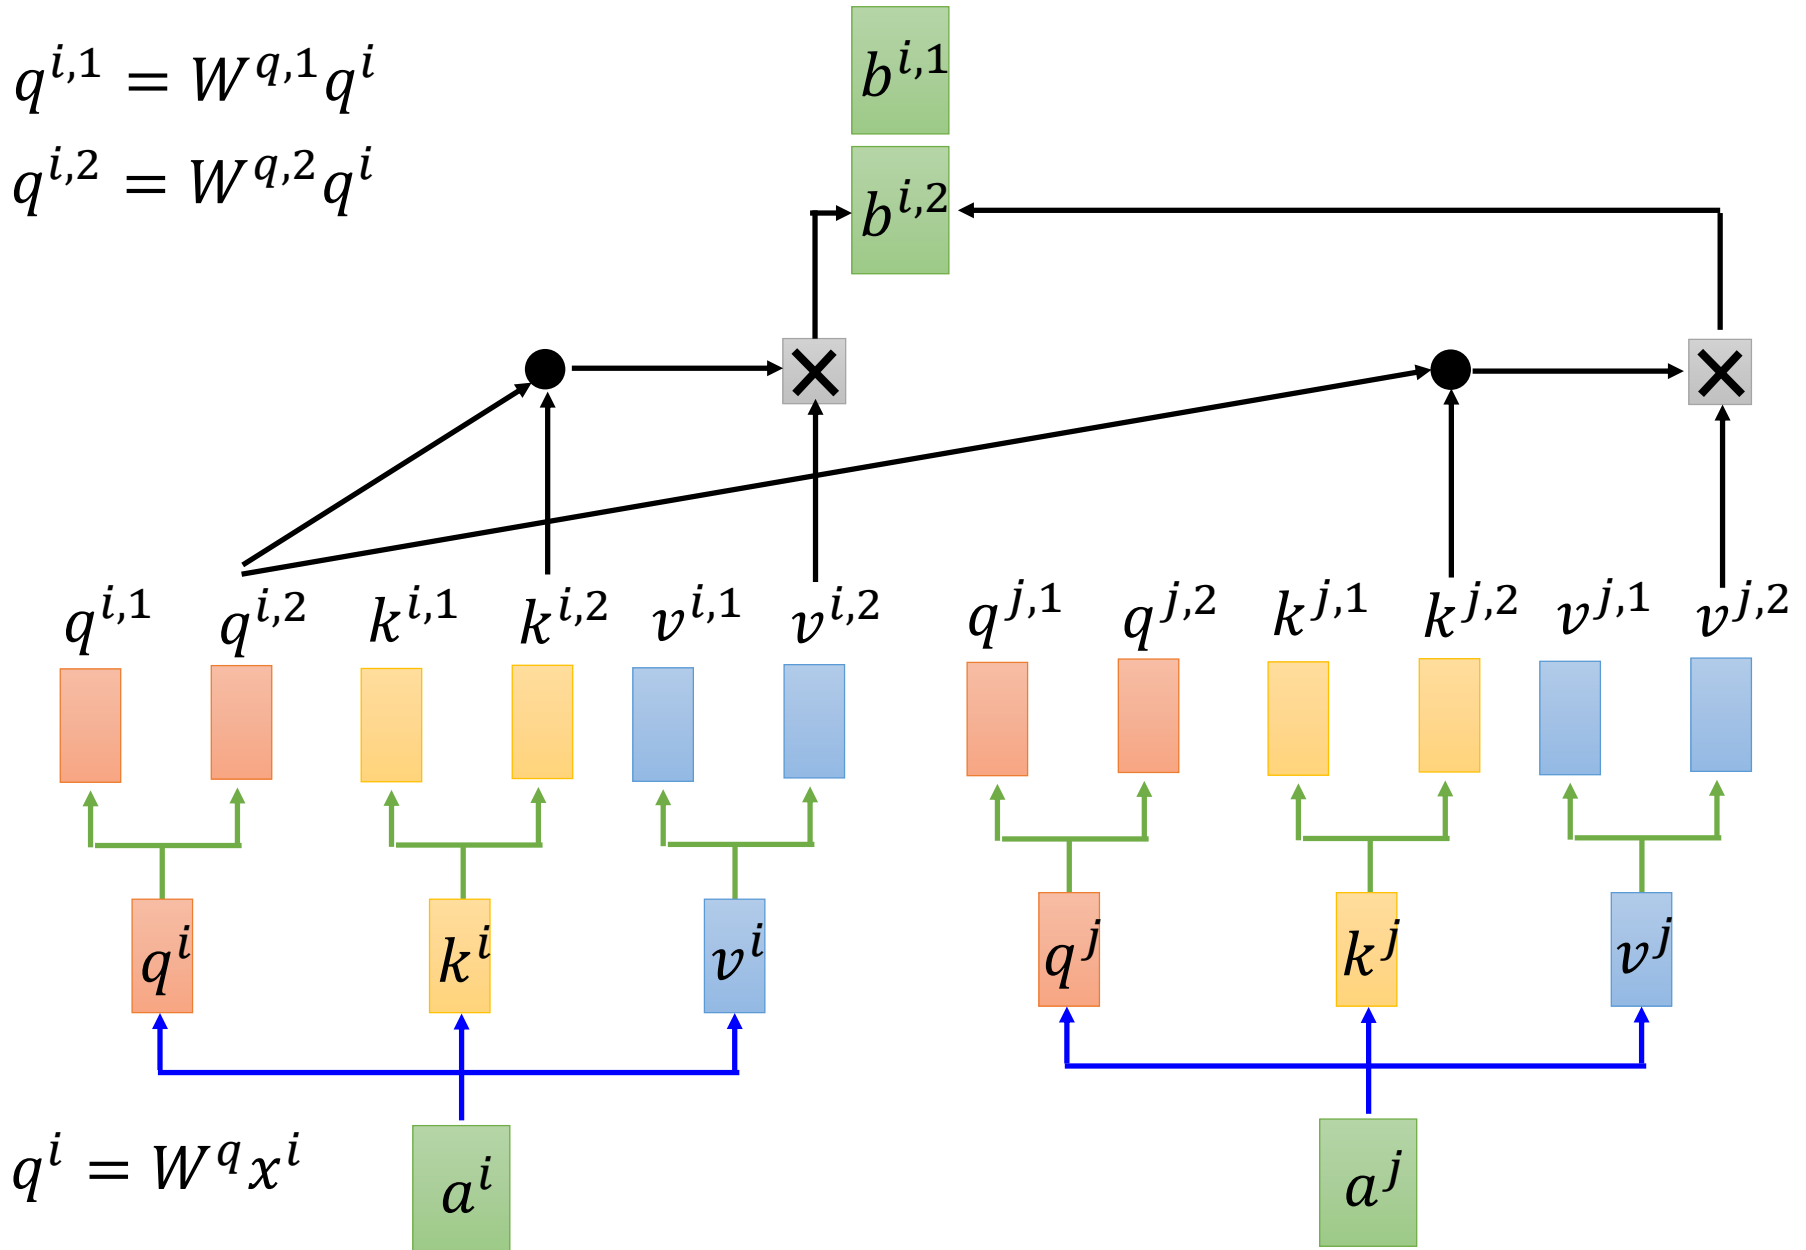 q^{i,1} = W^{q,1}q^i
q^{i,2} = W^{q,2}q^i
b^{i,1}
b^{i,2}
q^{i,1} q^{i,2} k^{i,1} k^{i,2} v^{i,1} v^{i,2} q^{j,1} q^{j,2} k^{j,1} k^{j,2} v^{j,1} v^{j,2}
q^i k^i v^i q^j k^j v^j
q^i = W^q x^i
a^i a^j